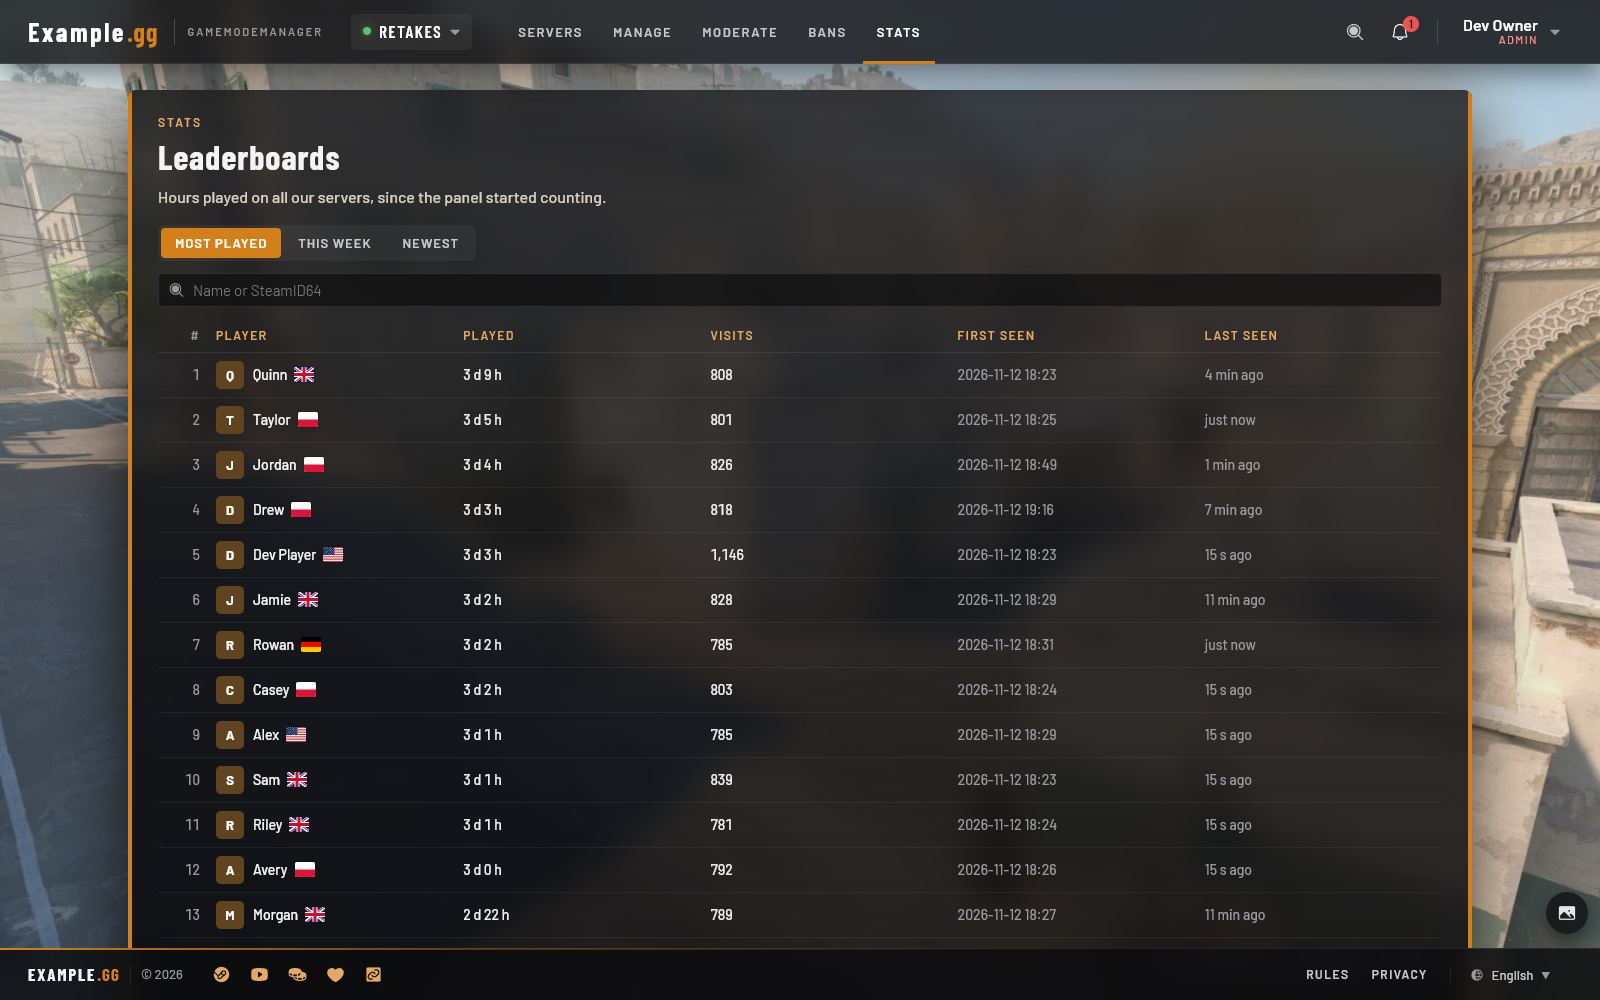 Example.gg GAMEMODEMANAGER RETAKES SERVERS MANAGE MODERATE BANS STATS 1 Dev Owner ADMIN
STATS
Leaderboards
Hours played on all our servers, since the panel started counting.
MOST PLAYED THIS WEEK NEWEST
Name or SteamID64
# PLAYER PLAYED VISITS FIRST SEEN LAST SEEN
1 Q Quinn 3 d 9 h 808 2026-11-12 18:23 4 min ago
2 T Taylor 3 d 5 h 801 2026-11-12 18:25 just now
3 J Jordan 3 d 4 h 826 2026-11-12 18:49 1 min ago
4 D Drew 3 d 3 h 818 2026-11-12 19:16 7 min ago
5 D Dev Player 3 d 3 h 1,146 2026-11-12 18:23 15 s ago
6 J Jamie 3 d 2 h 828 2026-11-12 18:29 11 min ago
7 R Rowan 3 d 2 h 785 2026-11-12 18:31 just now
8 C Casey 3 d 2 h 803 2026-11-12 18:24 15 s ago
9 A Alex 3 d 1 h 785 2026-11-12 18:29 15 s ago
10 S Sam 3 d 1 h 839 2026-11-12 18:23 15 s ago
11 R Riley 3 d 1 h 781 2026-11-12 18:24 15 s ago
12 A Avery 3 d 0 h 792 2026-11-12 18:26 15 s ago
13 M Morgan 2 d 22 h 789 2026-11-12 18:27 11 min ago
EXAMPLE.GG © 2026 RULES PRIVACY English